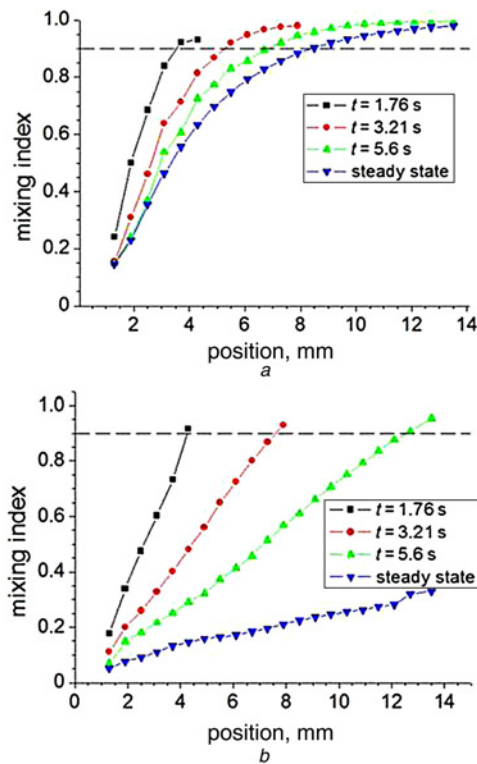 1.0
0.8
0.6
0.4
0.2
0
mixing index
t = 1.76 s
t = 3.21 s
t = 5.6 s
steady state
2 4 6 8 10 12 14
position, mm
a
1.0
0.8
0.6
0.4
0.2
0
mixing index
t = 1.76 s
t = 3.21 s
t = 5.6 s
steady state
0 2 4 6 8 10 12 14
position, mm
b